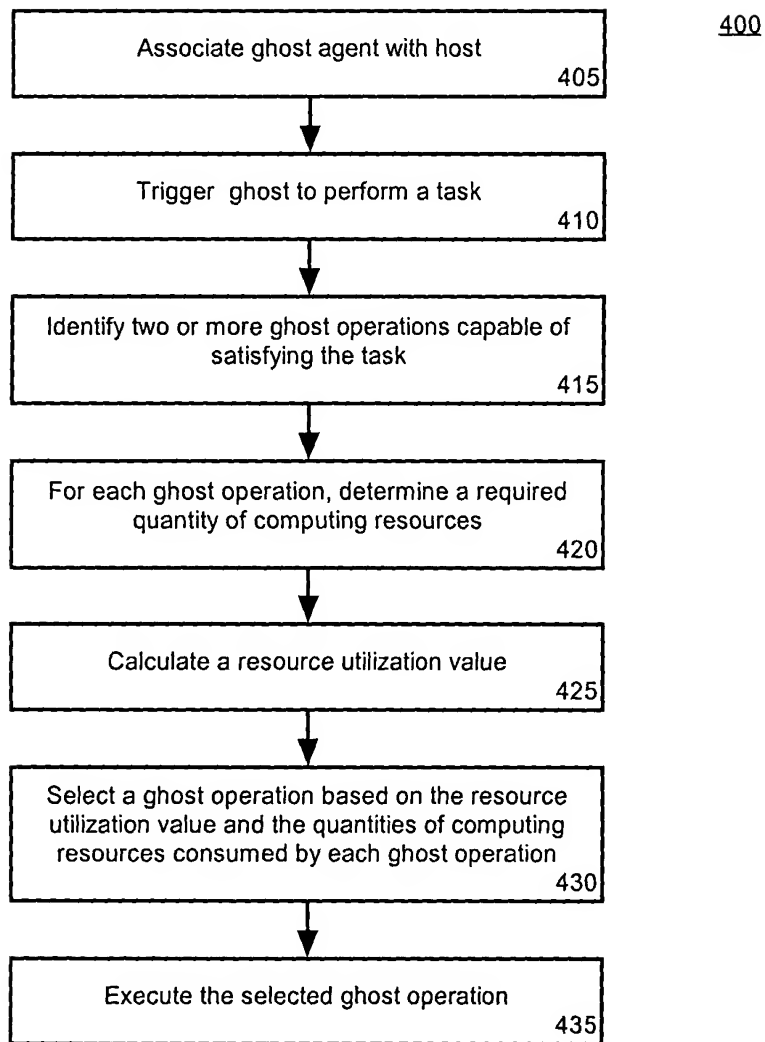 400
Associate ghost agent with host
405
Trigger ghost to perform a task
410
Identify two or more ghost operations capable of
satisfying the task
415
For each ghost operation, determine a required
quantity of computing resources
420
Calculate a resource utilization value
425
Select a ghost operation based on the resource
utilization value and the quantities of computing
resources consumed by each ghost operation
430
Execute the selected ghost operation
435